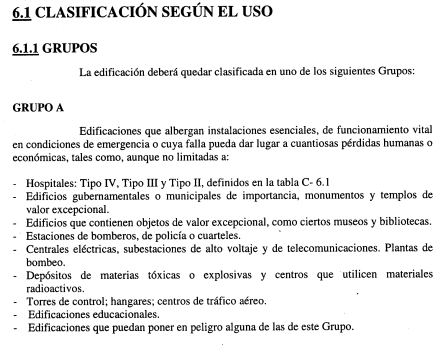 6.1 CLASIFICACIÓN SEGÚN EL USO
6.1.1 GRUPOS
La edificación deberá quedar clasificada en uno de los siguientes Grupos:
GRUPO A
Edificaciones que albergan instalaciones esenciales, de funcionamiento vital
en condiciones de emergencia o cuya falla pueda dar lugar a cuantiosas pérdidas humanas o
económicas, tales como, aunque no limitadas a:
- Hospitales: Tipo IV, Tipo III y Tipo II, definidos en la tabla C- 6.1
- Edificios gubernamentales o municipales de importancia, monumentos y templos de
valor excepcional.
- Edificios que contienen objetos de valor excepcional, como ciertos museos y bibliotecas.
- Estaciones de bomberos, de policía o cuarteles.
- Centrales eléctricas, subestaciones de alto voltaje y de telecomunicaciones. Plantas de
bombeo.
- Depósitos de materias tóxicas o explosivas y centros que utilicen materiales
radioactivos.
- Torres de control; hangares; centros de tráfico aéreo.
- Edificaciones educacionales.
- Edificaciones que puedan poner en peligro alguna de las de este Grupo.